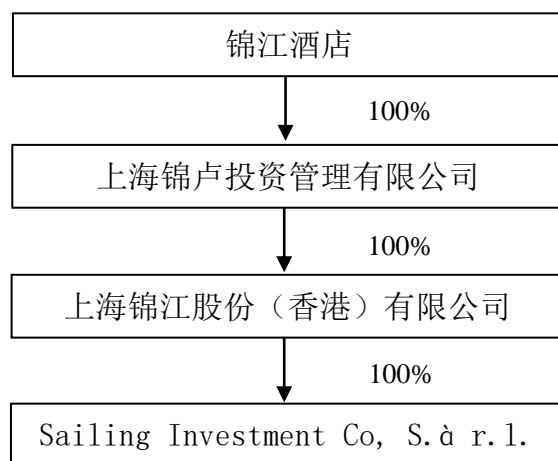 锦江酒店
100%
上海锦卢投资管理有限公司
100%
上海锦江股份（香港）有限公司
100%
Sailing Investment Co, S.à r.l.